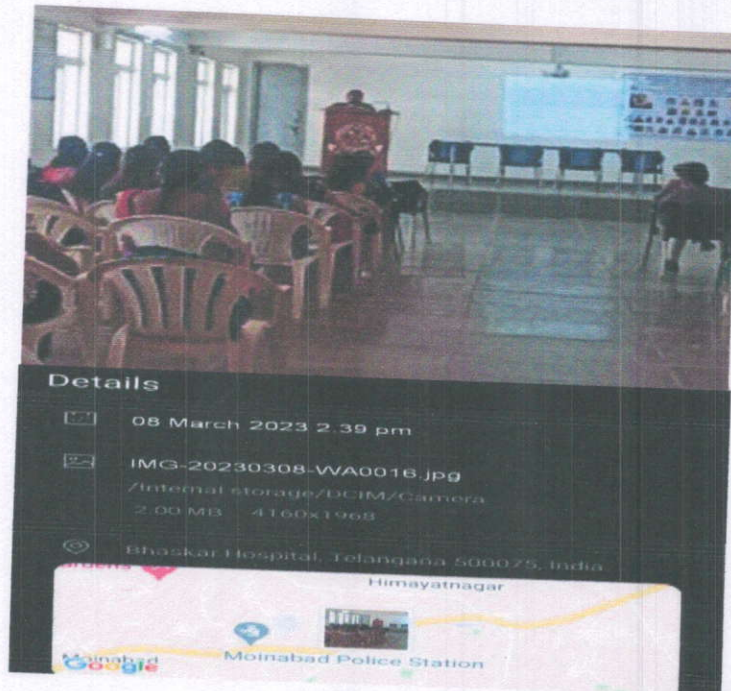 Details
08 March 2023 2.39 pm
IMG-20230308-WA0016.jpg
/Internal storage/DCIM/Camera
2.00 MB 4160x1968
Bhaskar Hospital, Telangana 500075, India
Himayatnagar
Moinabad
Moinabad Police Station
Google